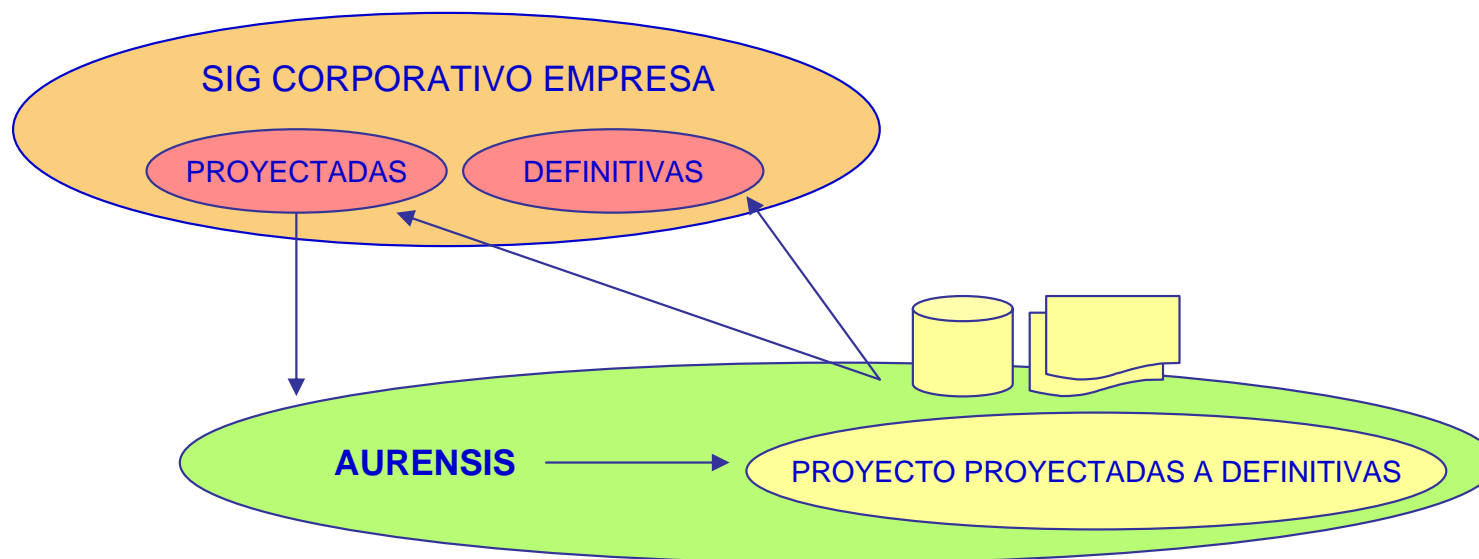 SIG CORPORATIVO EMPRESA
PROYECTADAS
DEFINITIVAS
AURENSIS
PROYECTO PROYECTADAS A DEFINITIVAS